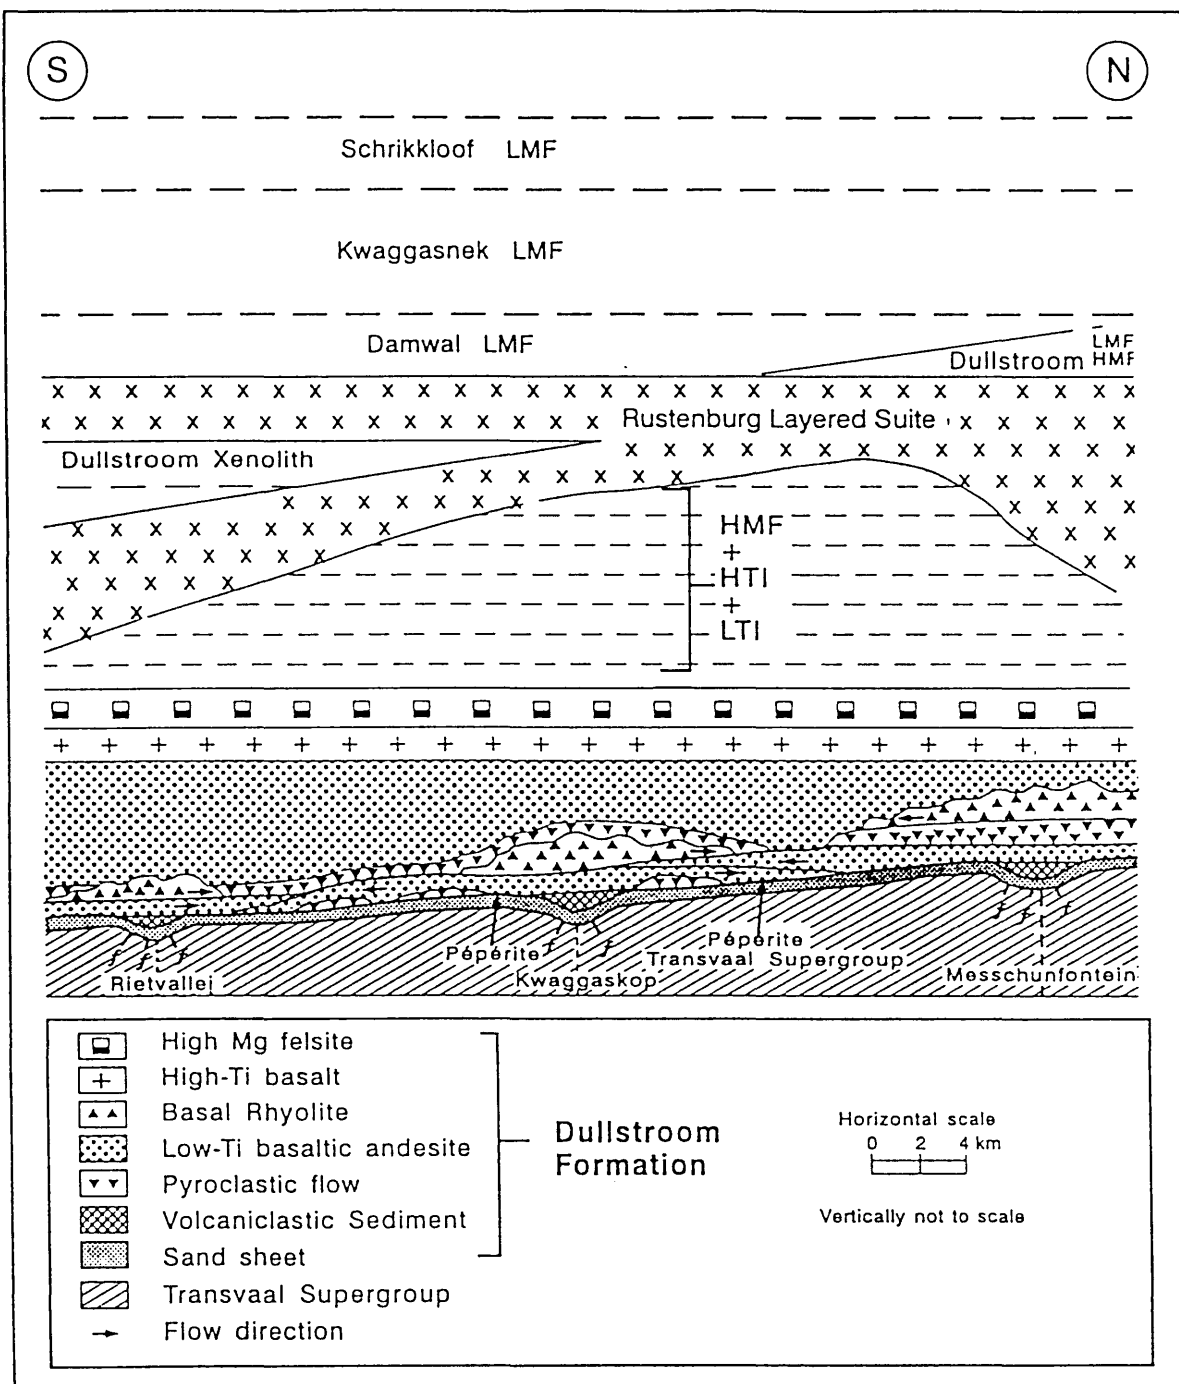 S
N
Schrikkloof LMF
Kwaggasnek LMF
Damwal LMF
LMF
Dullstroom HMF
Rustenburg Layered Suite
Dullstroom Xenolith
HMF
+
HTI
+
LTI
Pépérite
Pépérite
Transvaal Supergroup
Rietvallei
Kwaggaskop
Messchunfontein
High Mg felsite
High-Ti basalt
Basal Rhyolite
Low-Ti basaltic andesite
Pyroclastic flow
Volcaniclastic Sediment
Sand sheet
Transvaal Supergroup
Flow direction
Dullstroom
Formation
Horizontal scale
0 2 4 km
Vertically not to scale